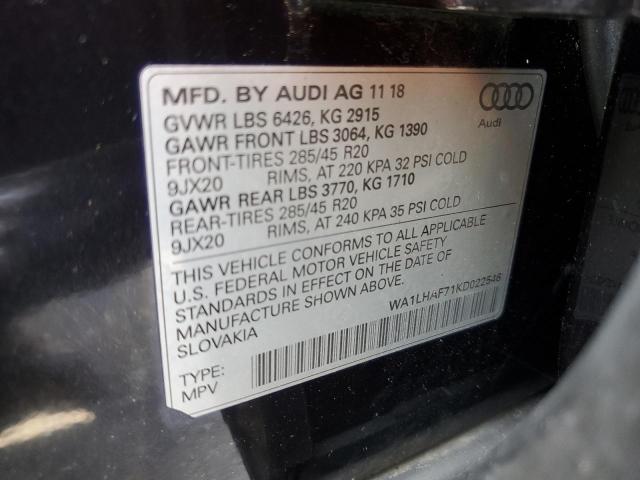 MFD. BY AUDI AG 11 18
GVWR LBS 6426, KG 2915
GAWR FRONT LBS 3064, KG 1390
FRONT-TIRES 285/45 R20
9JX20 RIMS, AT 220 KPA 32 PSI COLD
GAWR REAR LBS 3770, KG 1710
REAR-TIRES 285/45 R20
9JX20 RIMS, AT 240 KPA 35 PSI COLD
THIS VEHICLE CONFORMS TO ALL APPLICABLE
U.S. FEDERAL MOTOR VEHICLE SAFETY
STANDARDS IN EFFECT ON THE DATE OF
MANUFACTURE SHOWN ABOVE.
SLOVAKIA
WA1LHAF71KD022546
TYPE:
MPV
Audi